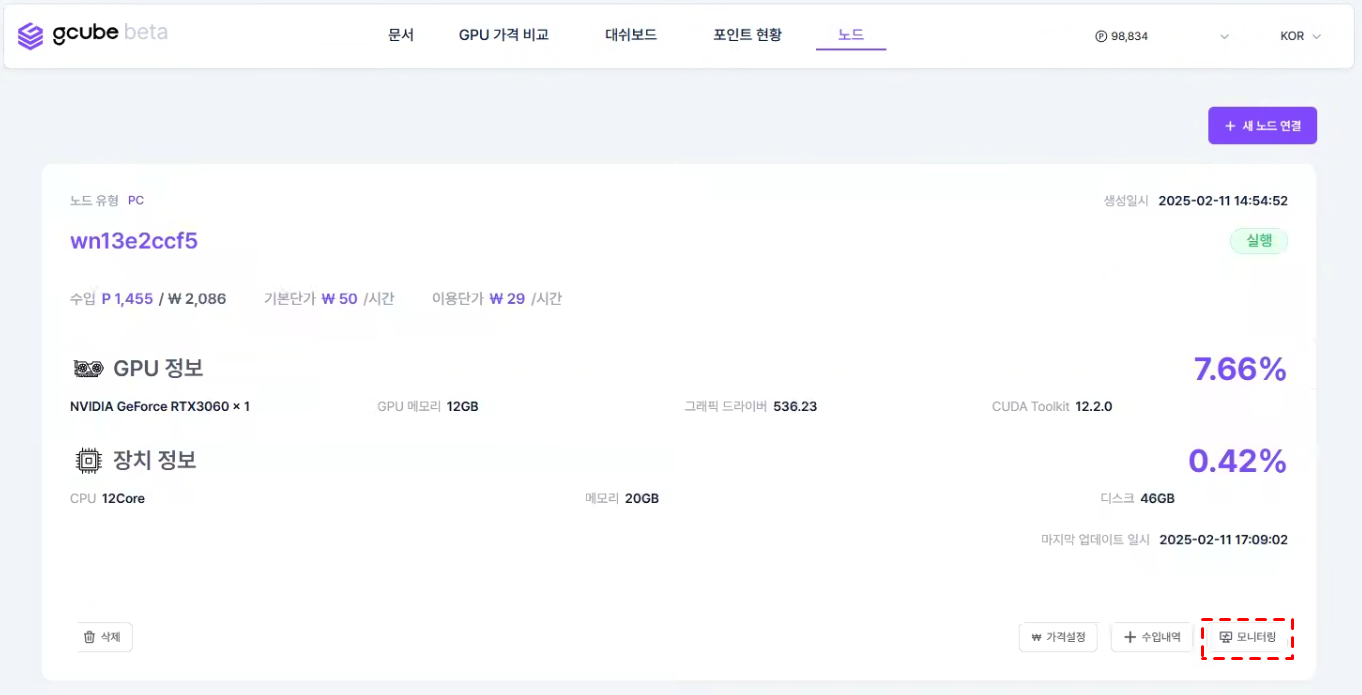 gcube beta 문서 GPU 가격 비교 대쉬보드 포인트 현황 노드 Ⓟ 98,834 KOR
+ 새 노드 연결
노드 유형 PC 생성일시 2025-02-11 14:54:52
wn13e2ccf5 실행
수입 P 1,455 / ₩ 2,086 기본단가 ₩ 50 /시간 이용단가 ₩ 29 /시간
GPU 정보 7.66%
NVIDIA GeForce RTX3060 × 1 GPU 메모리 12GB 그래픽 드라이버 536.23 CUDA Toolkit 12.2.0
장치 정보 0.42%
CPU 12Core 메모리 20GB 디스크 46GB
마지막 업데이트 일시 2025-02-11 17:09:02
삭제 ₩ 가격설정 + 수입내역 모니터링